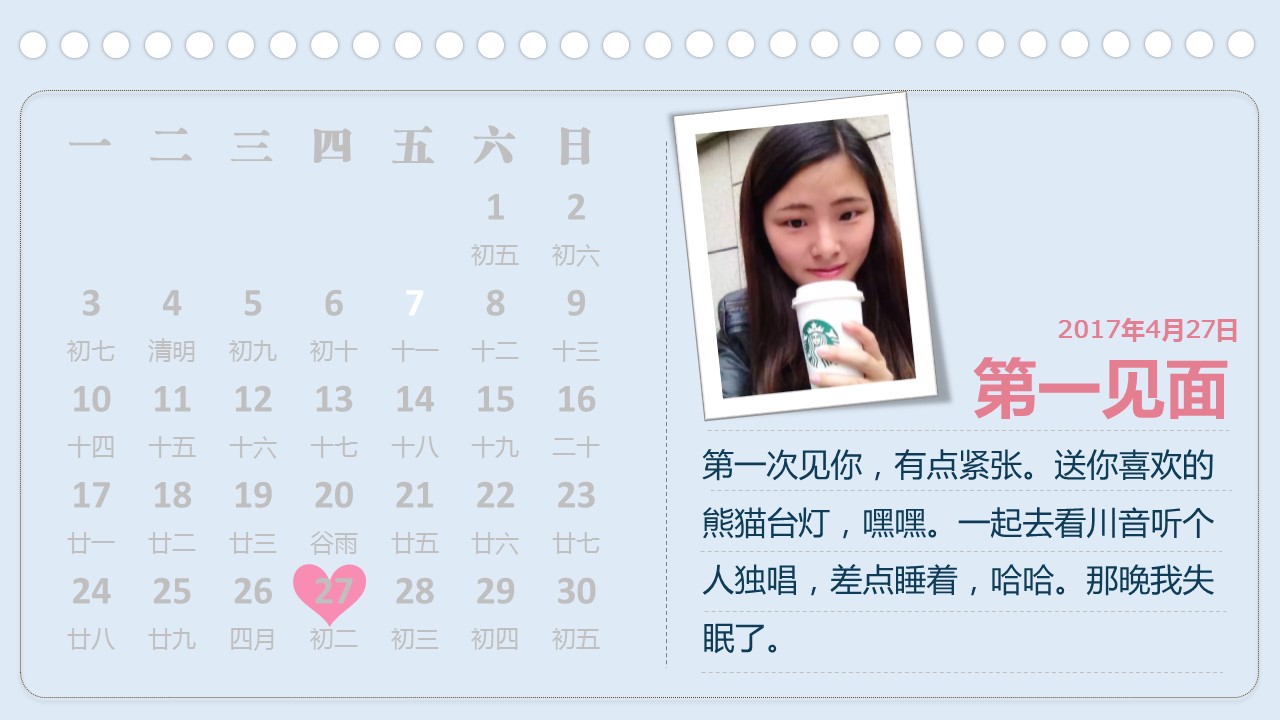 一 二 三 四 五 六 日
1 2
初五 初六
3 4 5 6 7 8 9
初七 清明 初九 初十 十一 十二 十三
10 11 12 13 14 15 16
十四 十五 十六 十七 十八 十九 二十
17 18 19 20 21 22 23
廿一 廿二 廿三 谷雨 廿五 廿六 廿七
24 25 26 27 28 29 30
廿八 廿九 四月 初二 初三 初四 初五
2017年4月27日
第一见面
第一次见你，有点紧张。送你喜欢的
熊猫台灯，嘿嘿。一起去看川音听个
人独唱，差点睡着，哈哈。那晚我失
眠了。